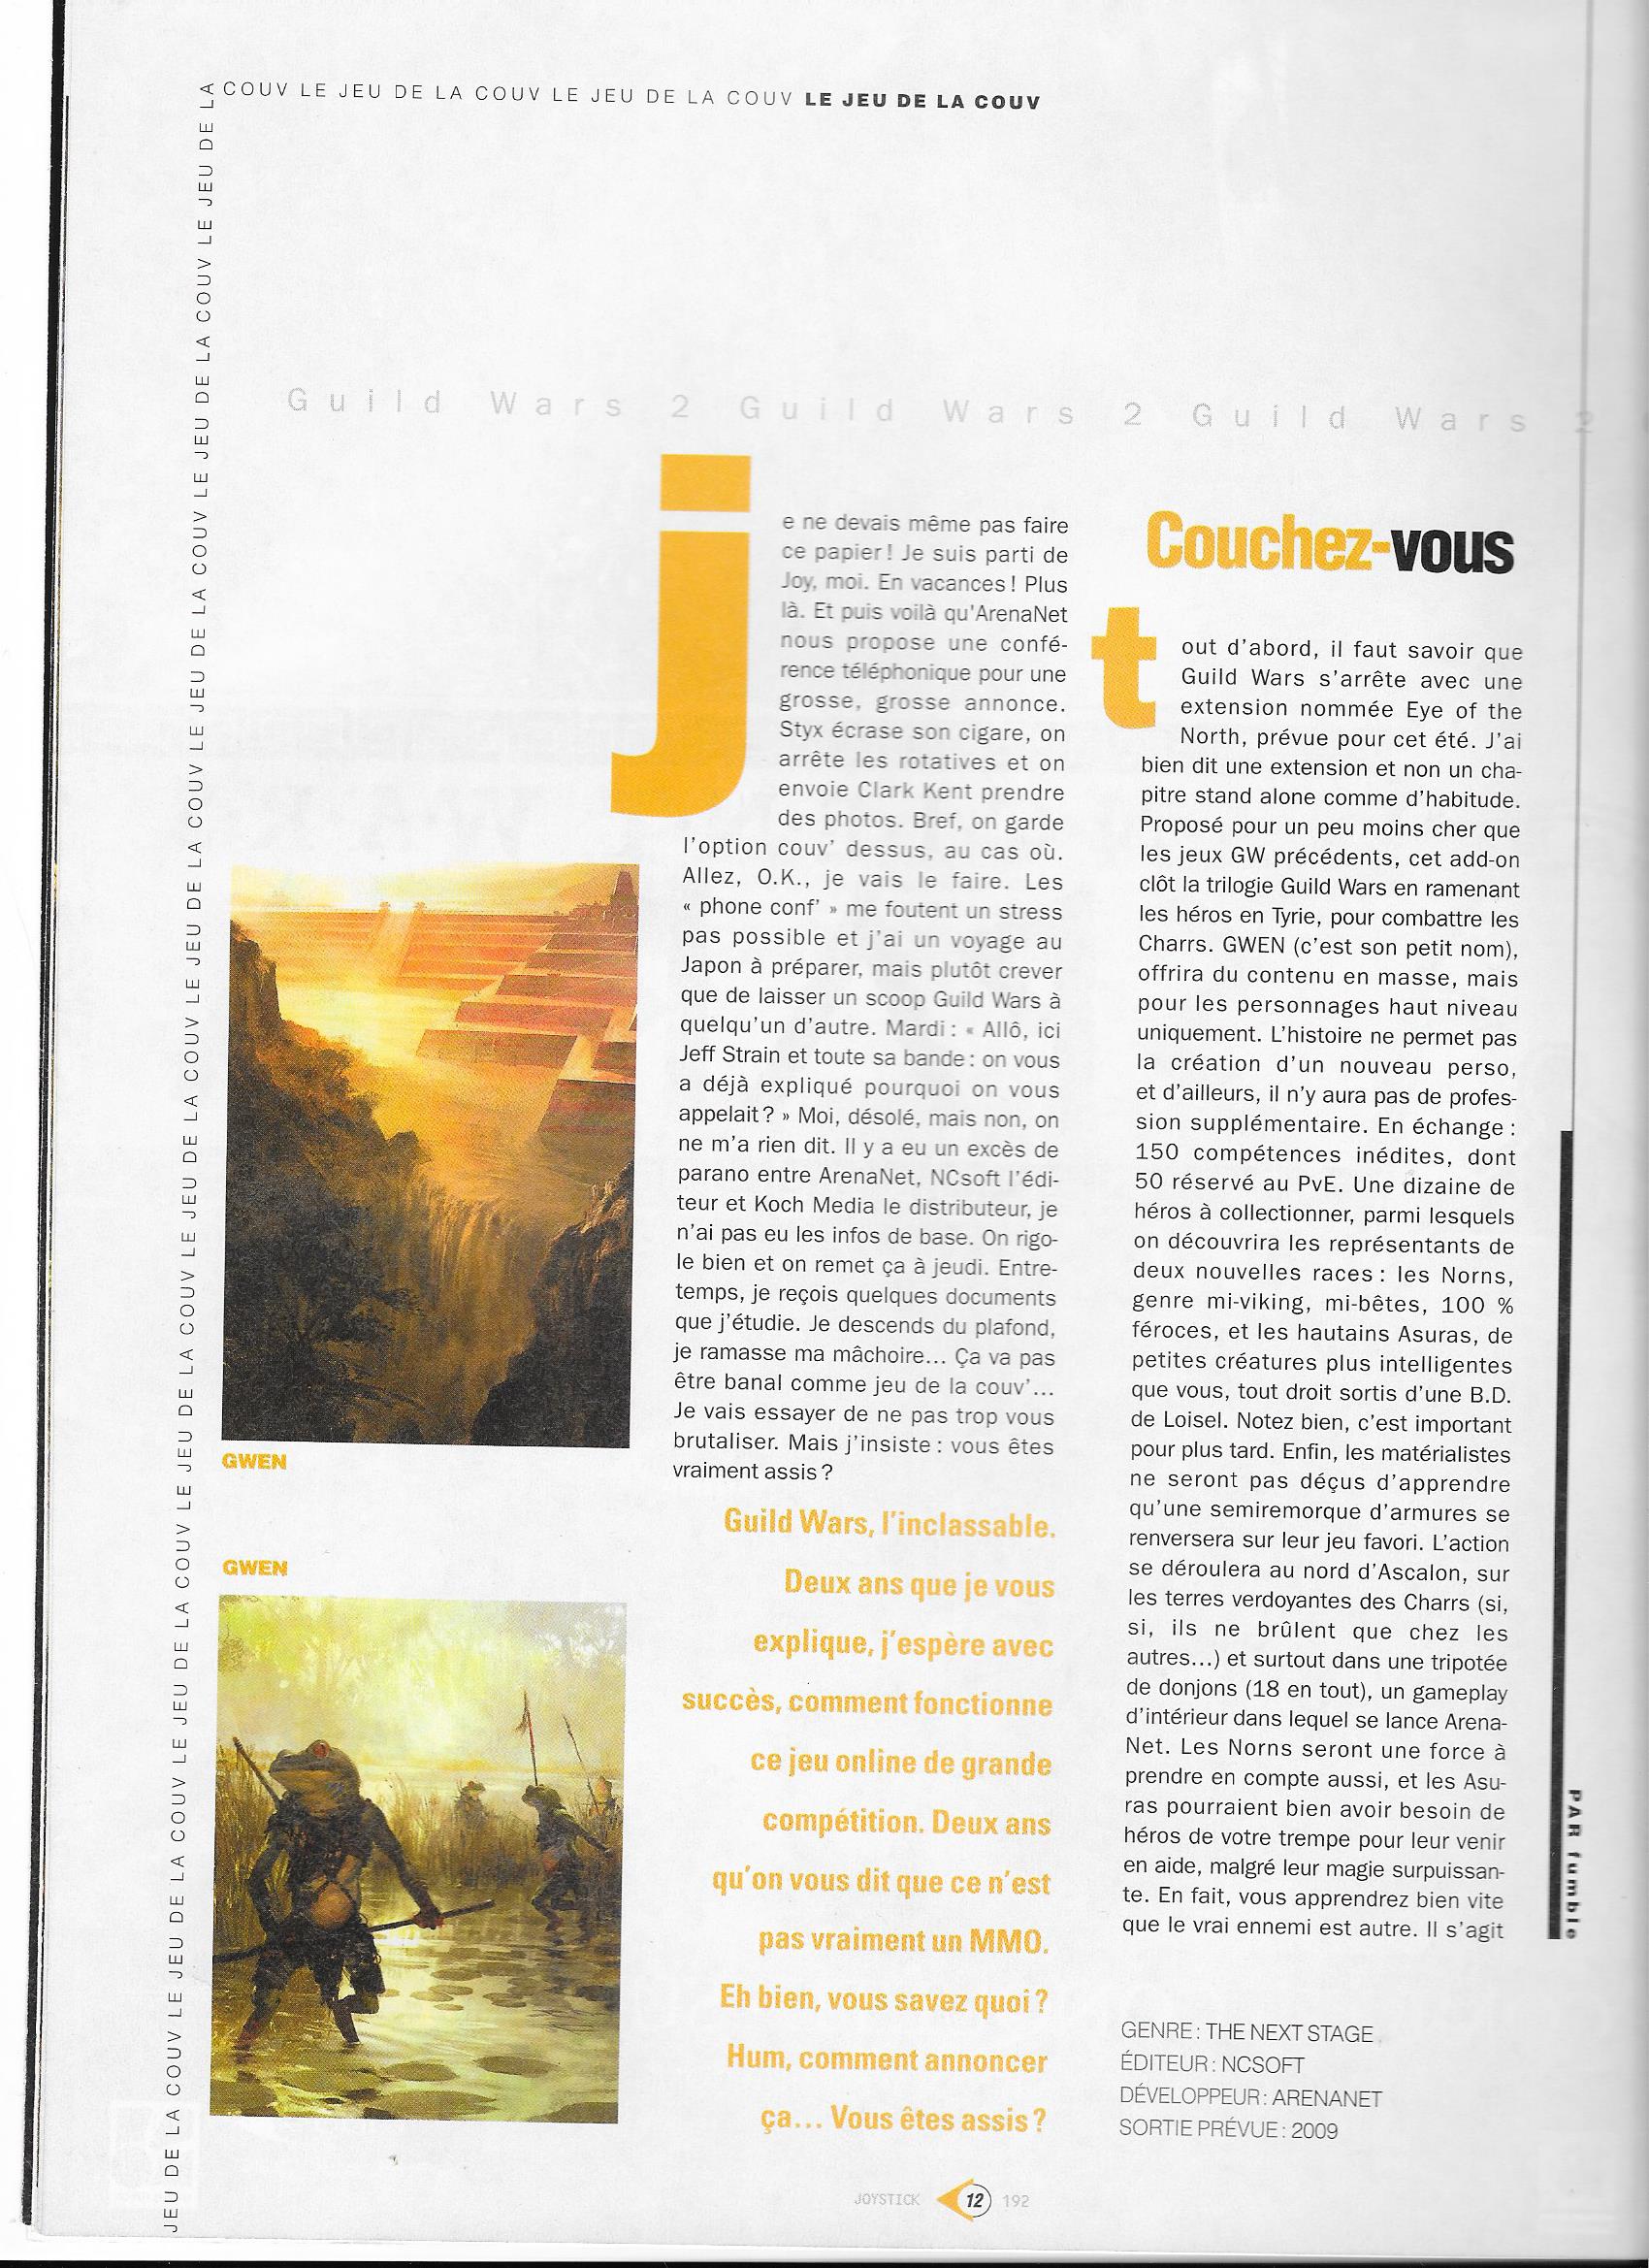 COUV LE JEU DE LA COUV LE JEU DE LA COUV LE JEU DE LA COUV
JEU DE LA COUV LE JEU DE LA COUV LE JEU DE LA COUV LE JEU DE LA COUV LE JEU DE LA COUV LE JEU DE LA COUV LE JEU DE LA COUV LE JEU DE LA COUV LE JEU DE LA COUV LE JEU DE LA
Guild Wars 2 Guild Wars 2 Guild Wars 2
je ne devais même pas faire
ce papier ! Je suis parti de
Joy, moi. En vacances ! Plus
là. Et puis voilà qu'ArenaNet
nous propose une confé-
rence téléphonique pour une
grosse, grosse annonce.
Styx écrase son cigare, on
arrête les rotatives et on
envoie Clark Kent prendre
des photos. Bref, on garde
l'option couv' dessus, au cas où.
Allez, O.K., je vais le faire. Les
« phone conf' » me foutent un stress
pas possible et j'ai un voyage au
Japon à préparer, mais plutôt crever
que de laisser un scoop Guild Wars à
quelqu'un d'autre. Mardi : « Allô, ici
Jeff Strain et toute sa bande : on vous
a déjà expliqué pourquoi on vous
appelait ? » Moi, désolé, mais non, on
ne m'a rien dit. Il y a eu un excès de
parano entre ArenaNet, NCsoft l'édi-
teur et Koch Media le distributeur, je
n'ai pas eu les infos de base. On rigo-
le bien et on remet ça à jeudi. Entre-
temps, je reçois quelques documents
que j'étudie. Je descends du plafond,
je ramasse ma mâchoire... Ça va pas
être banal comme jeu de la couv'...
Je vais essayer de ne pas trop vous
brutaliser. Mais j'insiste : vous êtes
vraiment assis ?
GWEN
GWEN
Guild Wars, l'inclassable.
Deux ans que je vous
explique, j'espère avec
succès, comment fonctionne
ce jeu online de grande
compétition. Deux ans
qu'on vous dit que ce n'est
pas vraiment un MMO.
Eh bien, vous savez quoi ?
Hum, comment annoncer
ça... Vous êtes assis ?
Couchez-vous
tout d'abord, il faut savoir que
Guild Wars s'arrête avec une
extension nommée Eye of the
North, prévue pour cet été. J'ai
bien dit une extension et non un cha-
pitre stand alone comme d'habitude.
Proposé pour un peu moins cher que
les jeux GW précédents, cet add-on
clôt la trilogie Guild Wars en ramenant
les héros en Tyrie, pour combattre les
Charrs. GWEN (c'est son petit nom),
offrira du contenu en masse, mais
pour les personnages haut niveau
uniquement. L'histoire ne permet pas
la création d'un nouveau perso,
et d'ailleurs, il n'y aura pas de profes-
sion supplémentaire. En échange :
150 compétences inédites, dont
50 réservé au PvE. Une dizaine de
héros à collectionner, parmi lesquels
on découvrira les représentants de
deux nouvelles races : les Norns,
genre mi-viking, mi-bêtes, 100 %
féroces, et les hautains Asuras, de
petites créatures plus intelligentes
que vous, tout droit sortis d'une B.D.
de Loisel. Notez bien, c'est important
pour plus tard. Enfin, les matérialistes
ne seront pas déçus d'apprendre
qu'une semiremorque d'armures se
renversera sur leur jeu favori. L'action
se déroulera au nord d'Ascalon, sur
les terres verdoyantes des Charrs (si,
si, ils ne brûlent que chez les
autres...) et surtout dans une tripotée
de donjons (18 en tout), un gameplay
d'intérieur dans lequel se lance Arena-
Net. Les Norns seront une force à
prendre en compte aussi, et les Asu-
ras pourraient bien avoir besoin de
héros de votre trempe pour leur venir
en aide, malgré leur magie surpuissan-
te. En fait, vous apprendrez bien vite
que le vrai ennemi est autre. Il s'agit
PAR fumble
GENRE : THE NEXT STAGE
ÉDITEUR : NCSOFT
DÉVELOPPEUR : ARENANET
SORTIE PRÉVUE : 2009
JOYSTICK 12 192